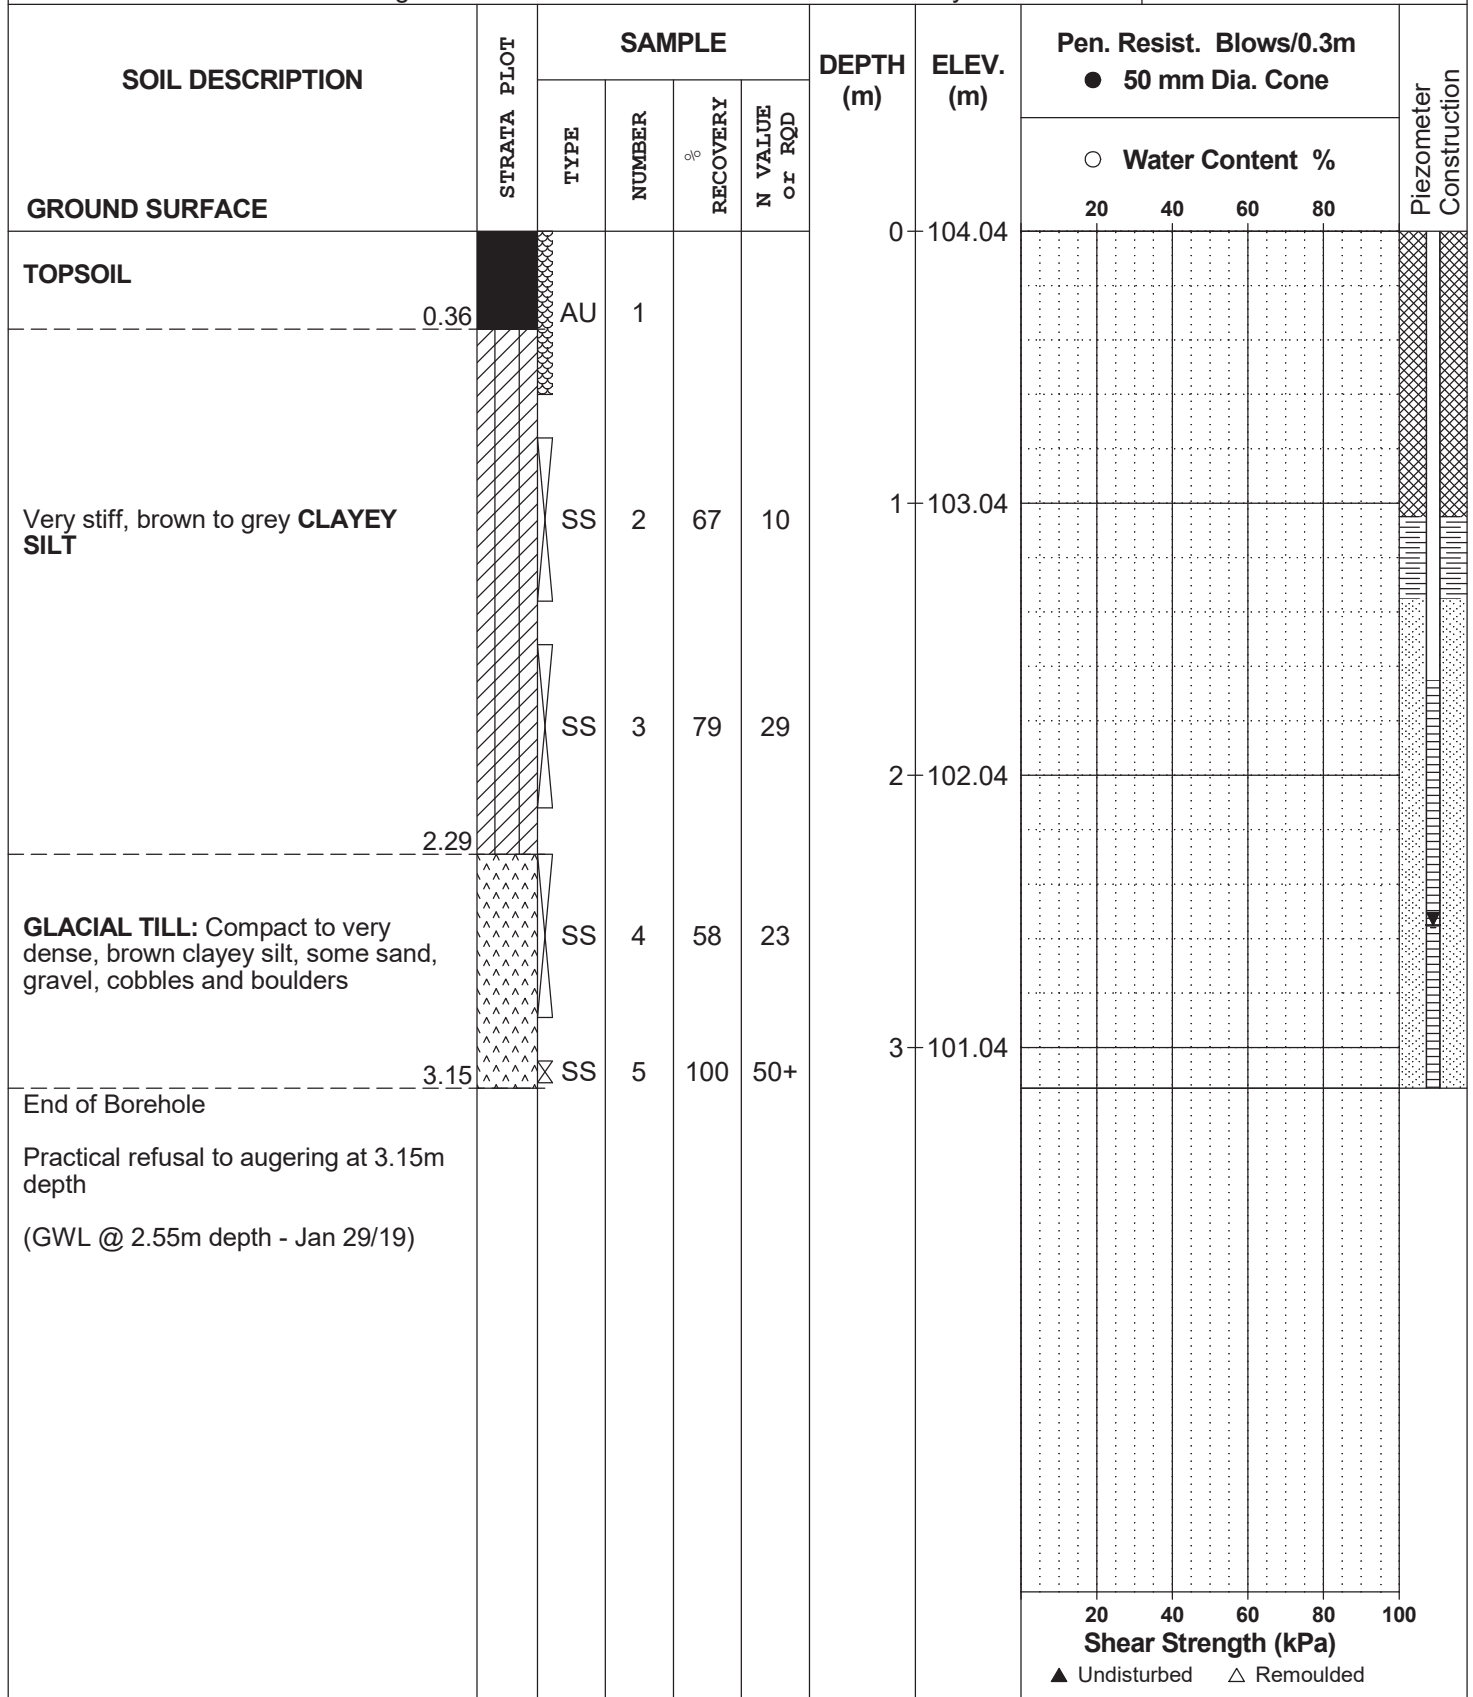 SOIL DESCRIPTION
GROUND SURFACE
STRATA PLOT
SAMPLE
TYPE
NUMBER
%
RECOVERY
N VALUE
or RQD
DEPTH
(m)
ELEV.
(m)
Pen. Resist. Blows/0.3m
● 50 mm Dia. Cone
○ Water Content %
20 40 60 80
Piezometer
Construction
0 104.04
TOPSOIL
0.36
AU 1
1 103.04
Very stiff, brown to grey CLAYEY
SILT
SS 2 67 10
SS 3 79 29
2 102.04
2.29
GLACIAL TILL: Compact to very
dense, brown clayey silt, some sand,
gravel, cobbles and boulders
SS 4 58 23
3 101.04
3.15
SS 5 100 50+
End of Borehole
Practical refusal to augering at 3.15m
depth
(GWL @ 2.55m depth - Jan 29/19)
20 40 60 80 100
Shear Strength (kPa)
▲ Undisturbed △ Remoulded